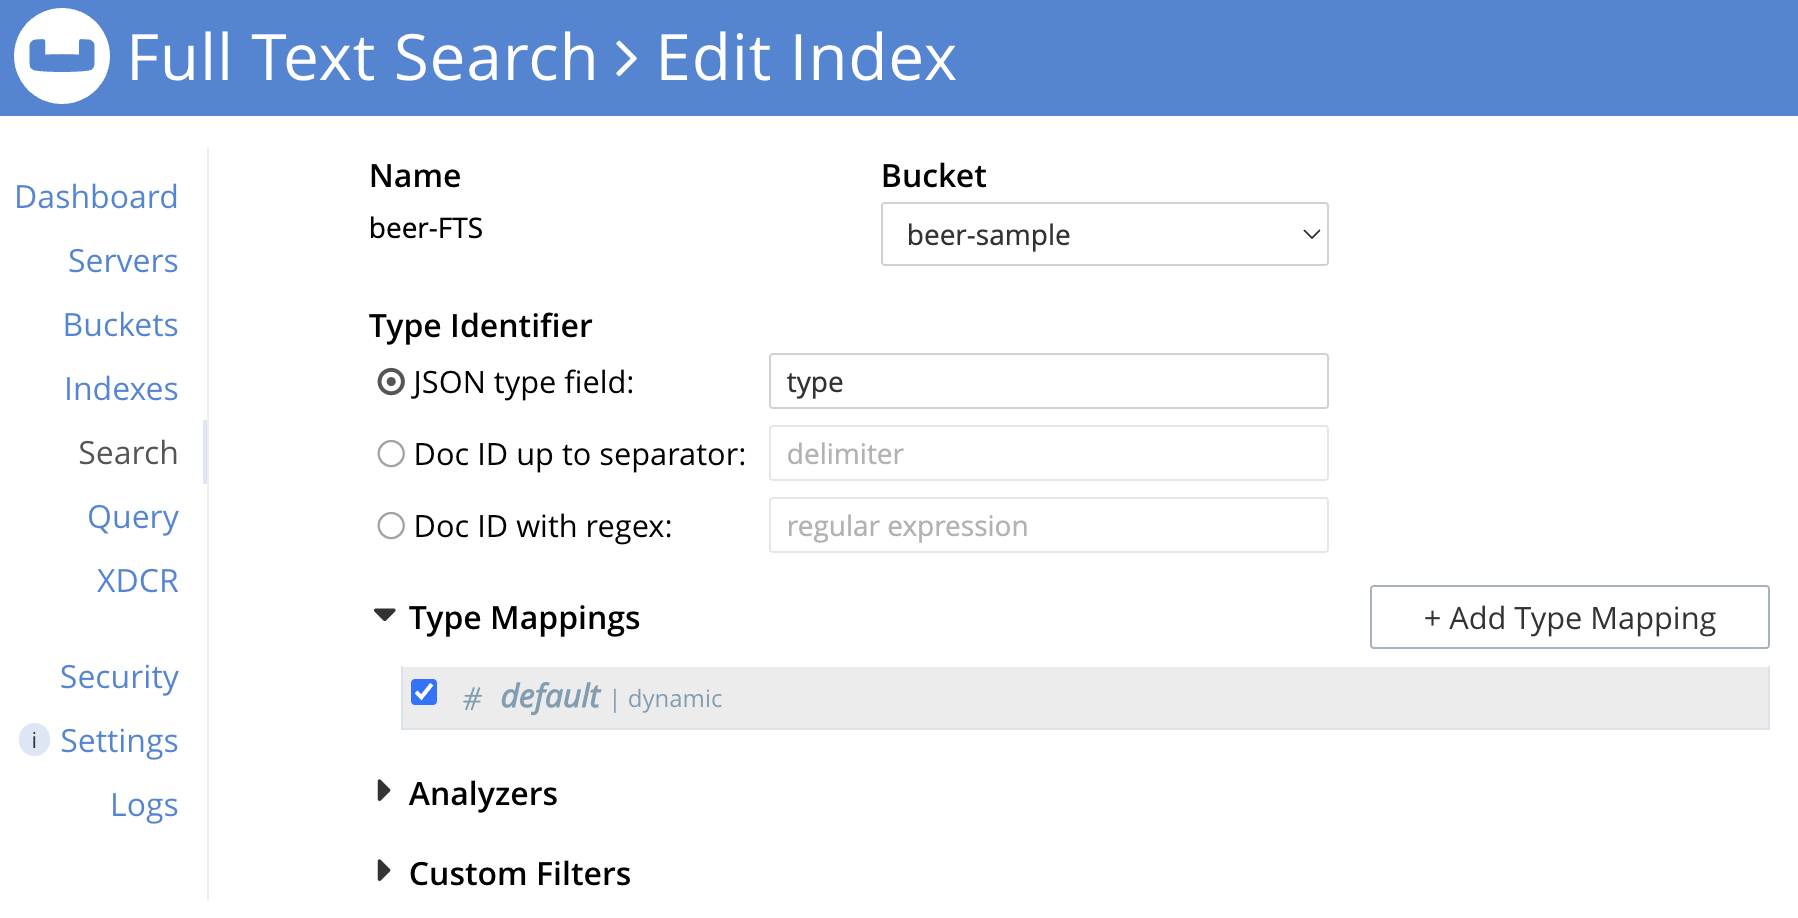 Full Text Search > Edit Index
Dashboard
Servers
Buckets
Indexes
Search
Query
XDCR
Security
i Settings
Logs
Name
beer-FTS
Bucket
beer-sample
Type Identifier
JSON type field: type
Doc ID up to separator: delimiter
Doc ID with regex: regular expression
Type Mappings
+ Add Type Mapping
# default | dynamic
Analyzers
Custom Filters